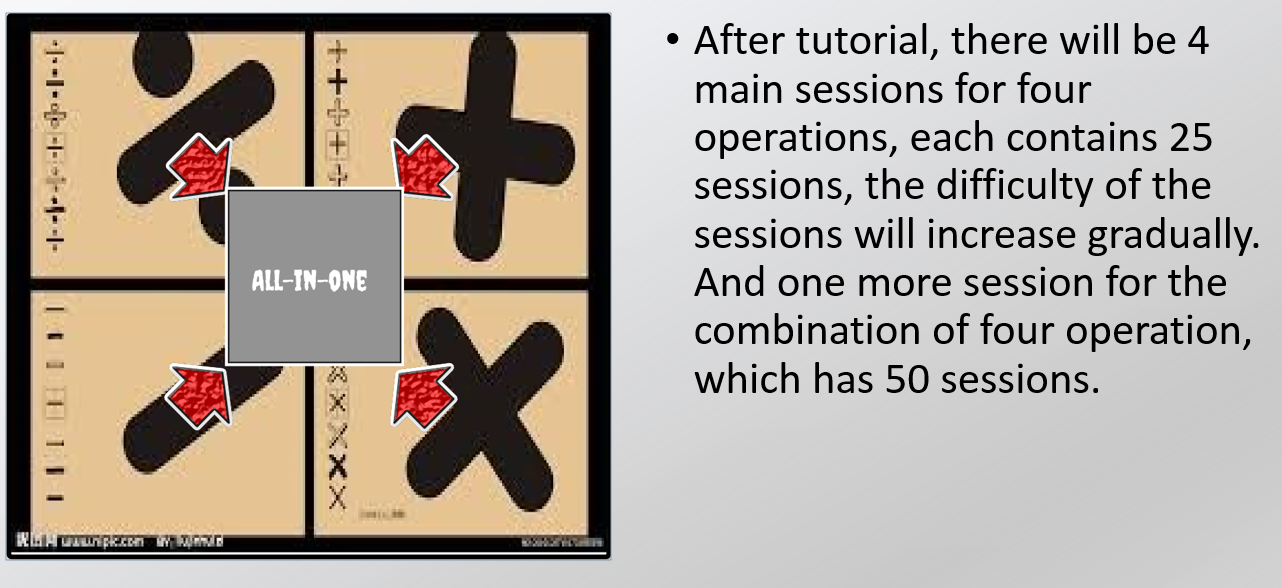 ALL-IN-ONE
www.nipic.com
• After tutorial, there will be 4
main sessions for four
operations, each contains 25
sessions, the difficulty of the
sessions will increase gradually.
And one more session for the
combination of four operation,
which has 50 sessions.